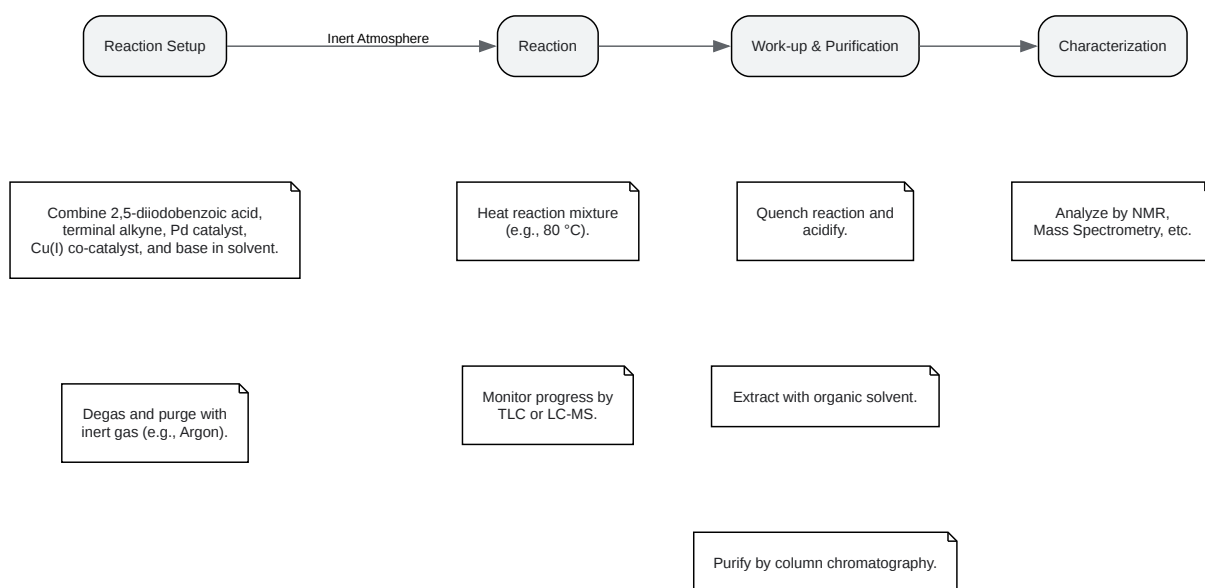 Reaction Setup
Inert Atmosphere
Reaction
Work-up & Purification
Characterization
Combine 2,5-diiodobenzoic acid,
terminal alkyne, Pd catalyst,
Cu(I) co-catalyst, and base in solvent.
Heat reaction mixture
(e.g., 80 °C).
Quench reaction and
acidify.
Analyze by NMR,
Mass Spectrometry, etc.
Degas and purge with
inert gas (e.g., Argon).
Monitor progress by
TLC or LC-MS.
Extract with organic solvent.
Purify by column chromatography.